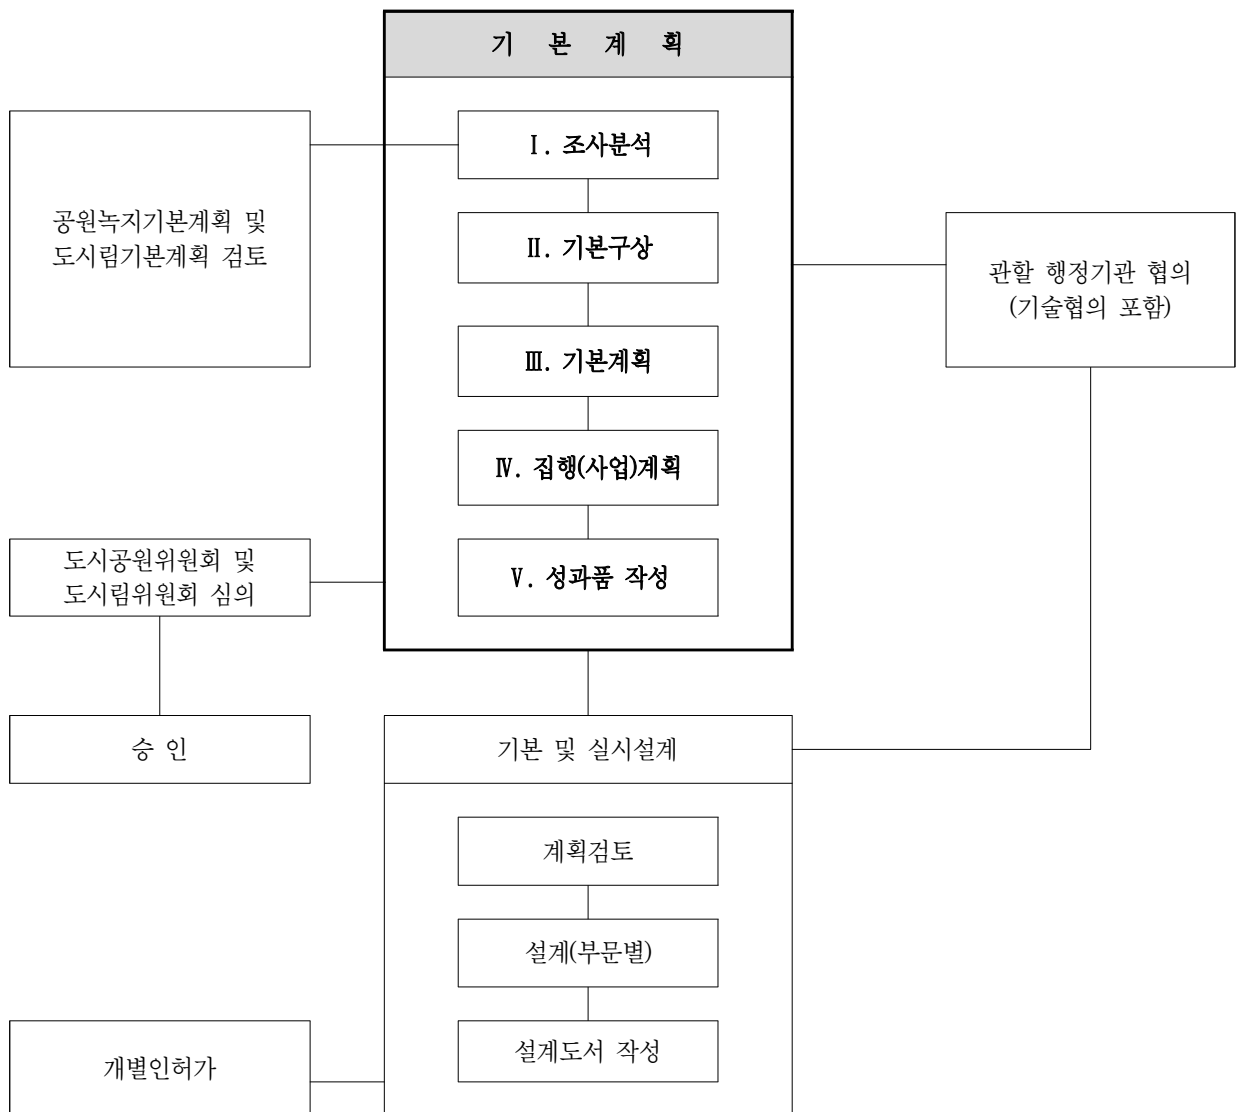 기 본 계 획
Ⅰ. 조사분석
공원녹지기본계획 및
도시림기본계획 검토
Ⅱ. 기본구상
관할 행정기관 협의
(기술협의 포함)
Ⅲ. 기본계획
Ⅳ. 집행(사업)계획
도시공원위원회 및
도시림위원회 심의
Ⅴ. 성과품 작성
승 인
기본 및 실시설계
계획검토
설계(부문별)
설계도서 작성
개별인허가